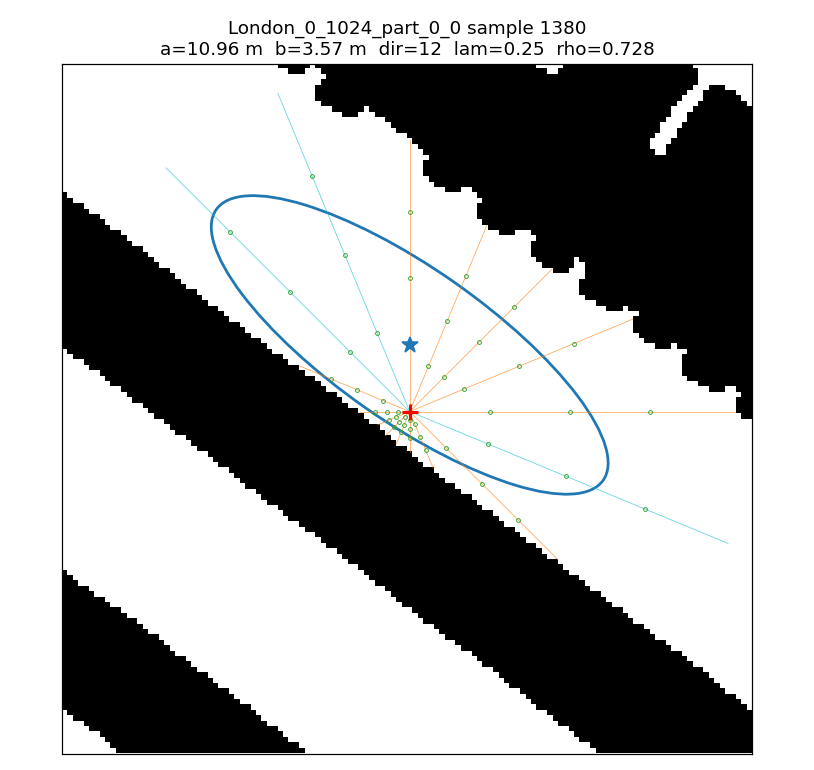 London_0_1024_part_0_0 sample 1380
a=10.96 m  b=3.57 m  dir=12  lam=0.25  rho=0.728